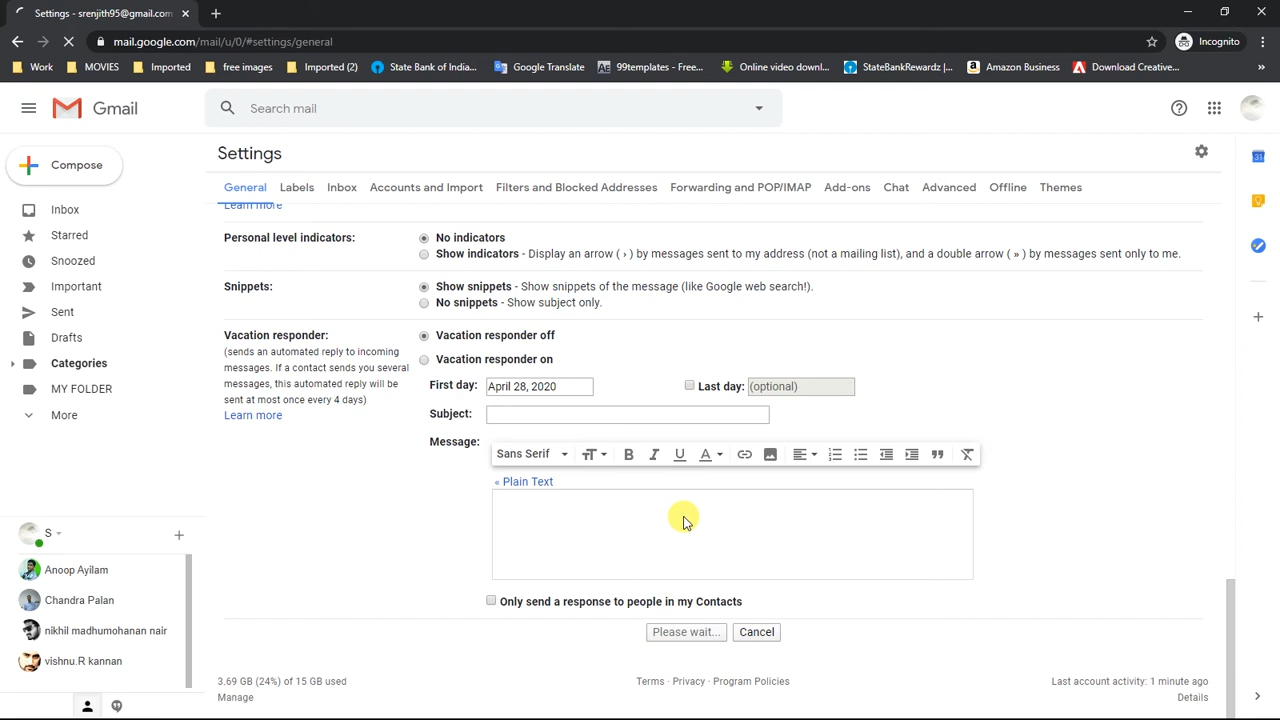 Settings - srenjith95@gmail.com
mail.google.com/mail/u/0/#settings/general
Incognito
Work
MOVIES
Imported
free images
Imported (2)
State Bank of India...
Google Translate
99templates - Free...
Online video downl...
StateBankRewardz |...
Amazon Business
Download Creative...
»
Gmail
Search mail
Compose
Inbox
Starred
Snoozed
Important
Sent
Drafts
Categories
MY FOLDER
More
S
Anoop Ayilam
Chandra Palan
nikhil madhumohanan nair
vishnu.R kannan
Settings
General Labels Inbox Accounts and Import Filters and Blocked Addresses Forwarding and POP/IMAP Add-ons Chat Advanced Offline Themes
Learn more
Personal level indicators:
No indicators
Show indicators - Display an arrow ( › ) by messages sent to my address (not a mailing list), and a double arrow ( » ) by messages sent only to me.
Snippets:
Show snippets - Show snippets of the message (like Google web search!).
No snippets - Show subject only.
Vacation responder:
(sends an automated reply to incoming
messages. If a contact sends you several
messages, this automated reply will be
sent at most once every 4 days)
Learn more
Vacation responder off
Vacation responder on
First day: April 28, 2020 Last day: (optional)
Subject:
Message:
Sans Serif
« Plain Text
Only send a response to people in my Contacts
Please wait... Cancel
3.69 GB (24%) of 15 GB used
Manage
Terms · Privacy · Program Policies
Last account activity: 1 minute ago
Details
31